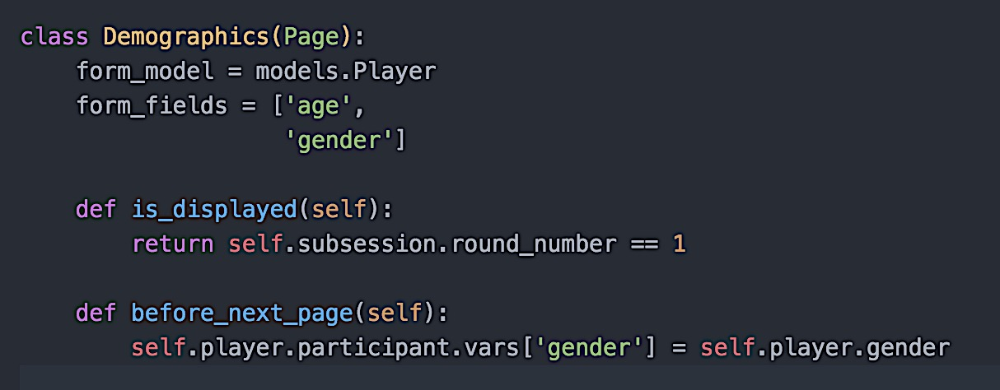 class Demographics(Page):
    form_model = models.Player
    form_fields = ['age',
                   'gender']
    def is_displayed(self):
        return self.subsession.round_number == 1
    def before_next_page(self):
        self.player.participant.vars['gender'] = self.player.gender